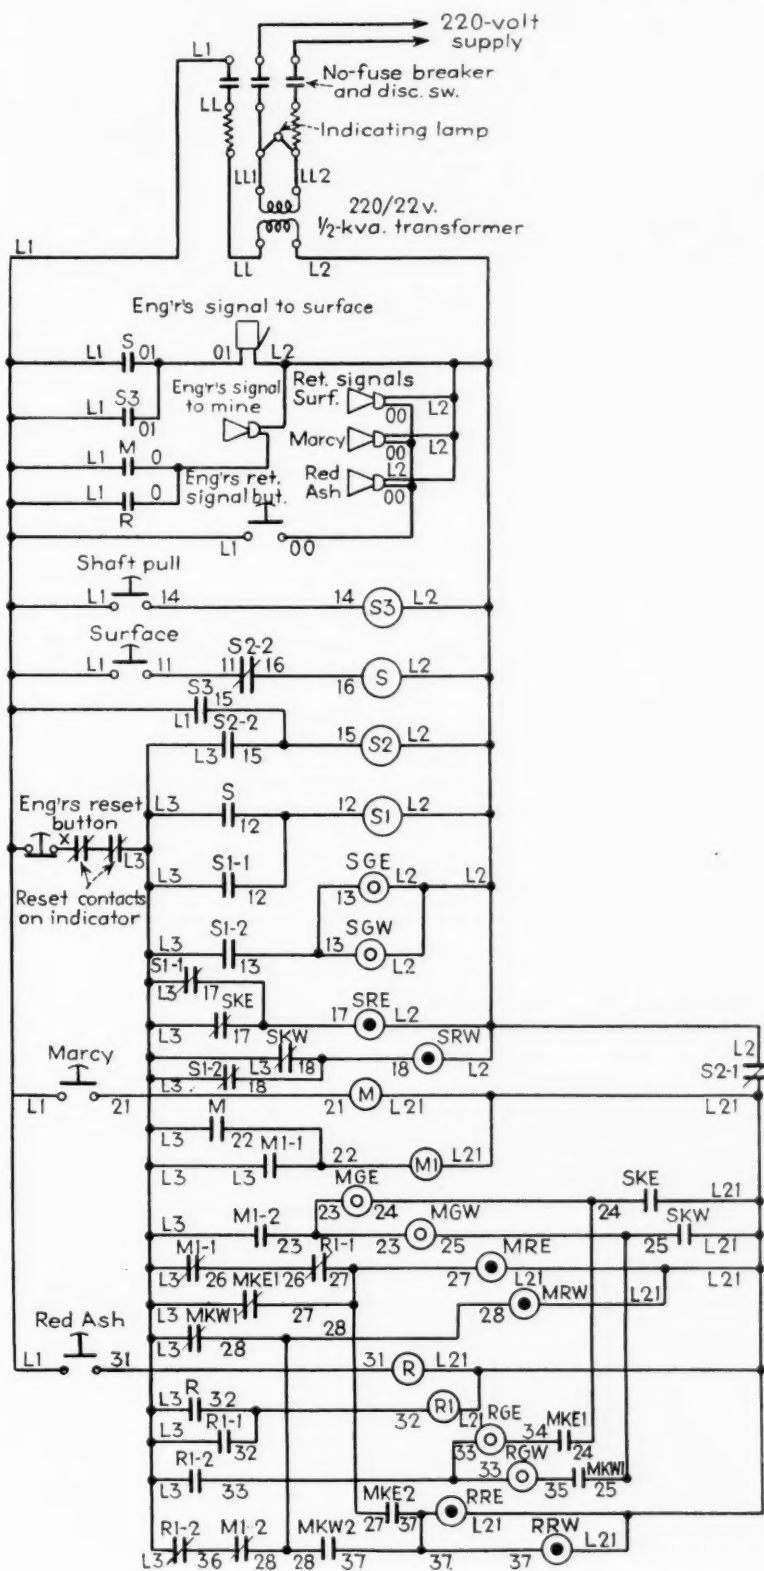 220-volt
supply
L1
No-fuse breaker
and disc. sw.
LL
Indicating lamp
LL1 LL2
220/22v.
½-kva. transformer
L1 LL L2
Eng'r's signal to surface
S
L1 01 01 L2
Ret. signals
Surf.
L2
00
S3
L1 01
Eng'r's signal
to mine
Marcy
00
M
L1 0
L2
Red
Ash
00
L1 0
R
Eng'rs ret.
signal but.
L1 00
Shaft pull
L1 14 14 S3 L2
Surface
S2-2
L1 11 11 16 16 S L2
S3
L1 15
S2-2
L3 15 15 S2 L2
S
L3 12 12 S1 L2
Eng'rs reset
button
X L3
Reset contacts
on indicator
S1-1
L3 12
SGE
13 L2 L2
S1-2
L3 13 13
SGW
L2
S1-1
L3 17
SKE
L3 17 17
SRE
L2
SKW
L3 18
SRW
18 L2
S1-2
L3 18
L2
S2-1
Marcy
L1 21 21 M L21 L21
M
L3 22
M1-1
L3 L3 22 M1 L21
MGE
23 24
SKE
24 L21
M1-2
L3 23
MGW
23 25
SKW
25 L21
M1-1
L3 26
R1-1
26 27
MRE
27 L21 L21
MKE1
L3 27
MRW
28
MKW1
L3 28 28
Red Ash
L1 31 31 R L21
R
L3 32 32 R1 L21
R1-1
L3 32
RGE
33 34
MKE1
24
R1-2
L3 33
RGW
33 35
MKW1
25
MKE2
27 37
RRE
L21
R1-2
L3 36
M1-2
28
MKW2
28 37 37
RRW
37 L21